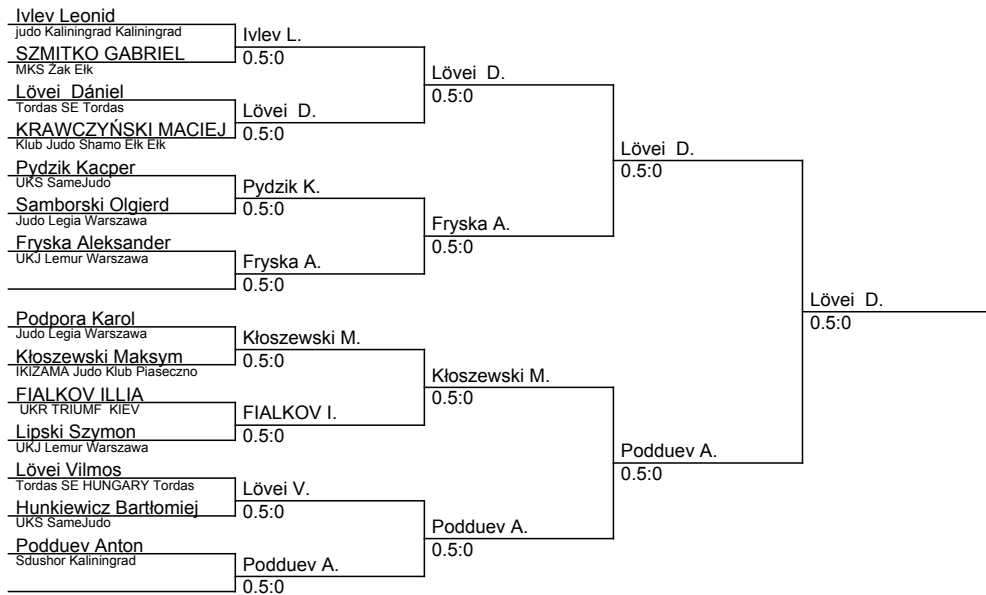 Ivlev Leonid
judo Kaliningrad Kaliningrad
SZMITKO GABRIEL
MKS Żak Ełk
Lövei  Dániel
Tordas SE Tordas
KRAWCZYŃSKI MACIEJ
Klub Judo Shamo Ełk Ełk
Pydzik Kacper
UKS SameJudo
Samborski Olgierd
Judo Legia Warszawa
Fryska Aleksander
UKJ Lemur Warszawa
Podpora Karol
Judo Legia Warszawa
Kłoszewski Maksym
IKIZAMA Judo Klub Piaseczno
FIALKOV ILLIA
UKR TRIUMF  KIEV
Lipski Szymon
UKJ Lemur Warszawa
Lövei Vilmos
Tordas SE HUNGARY Tordas
Hunkiewicz Bartłomiej
UKS SameJudo
Podduev Anton
Sdushor Kaliningrad
Ivlev L.
0.5:0
Lövei  D.
0.5:0
Pydzik K.
0.5:0
Fryska A.
0.5:0
Kłoszewski M.
0.5:0
FIALKOV I.
0.5:0
Lövei V.
0.5:0
Podduev A.
0.5:0
Lövei  D.
0.5:0
Fryska A.
0.5:0
Kłoszewski M.
0.5:0
Podduev A.
0.5:0
Lövei  D.
0.5:0
Podduev A.
0.5:0
Lövei  D.
0.5:0